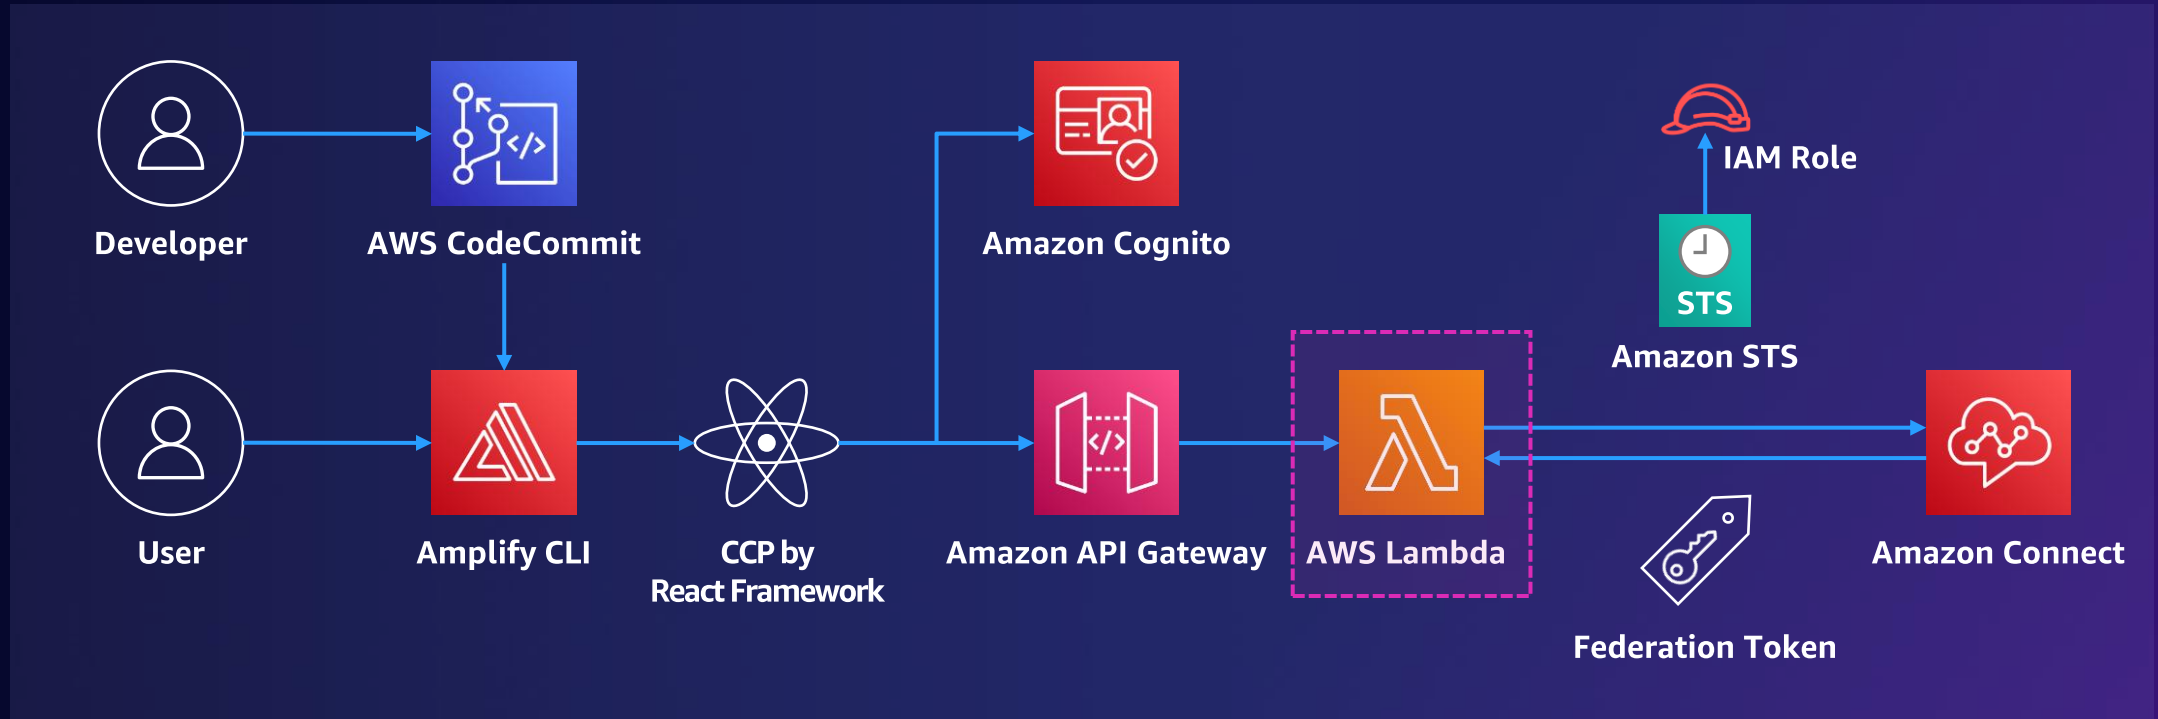 Developer
AWS CodeCommit
Amazon Cognito
IAM Role
STS
Amazon STS
User
Amplify CLI
CCP by
React Framework
Amazon API Gateway
AWS Lambda
Amazon Connect
Federation Token